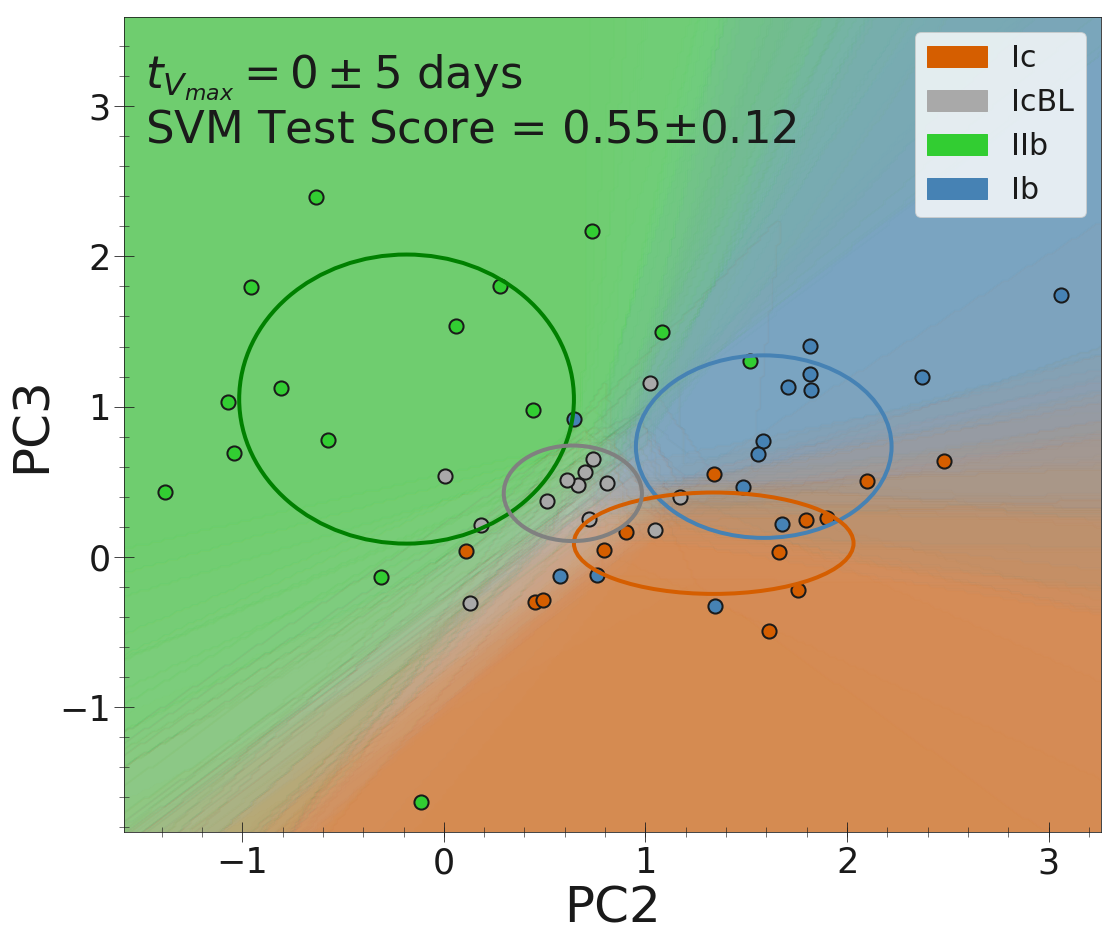 t_{V_{max}} = 0 ± 5 days
SVM Test Score = 0.55±0.12
Ic
IcBL
IIb
Ib
3
2
1
0
−1
PC3
−1
0
1
2
3
PC2